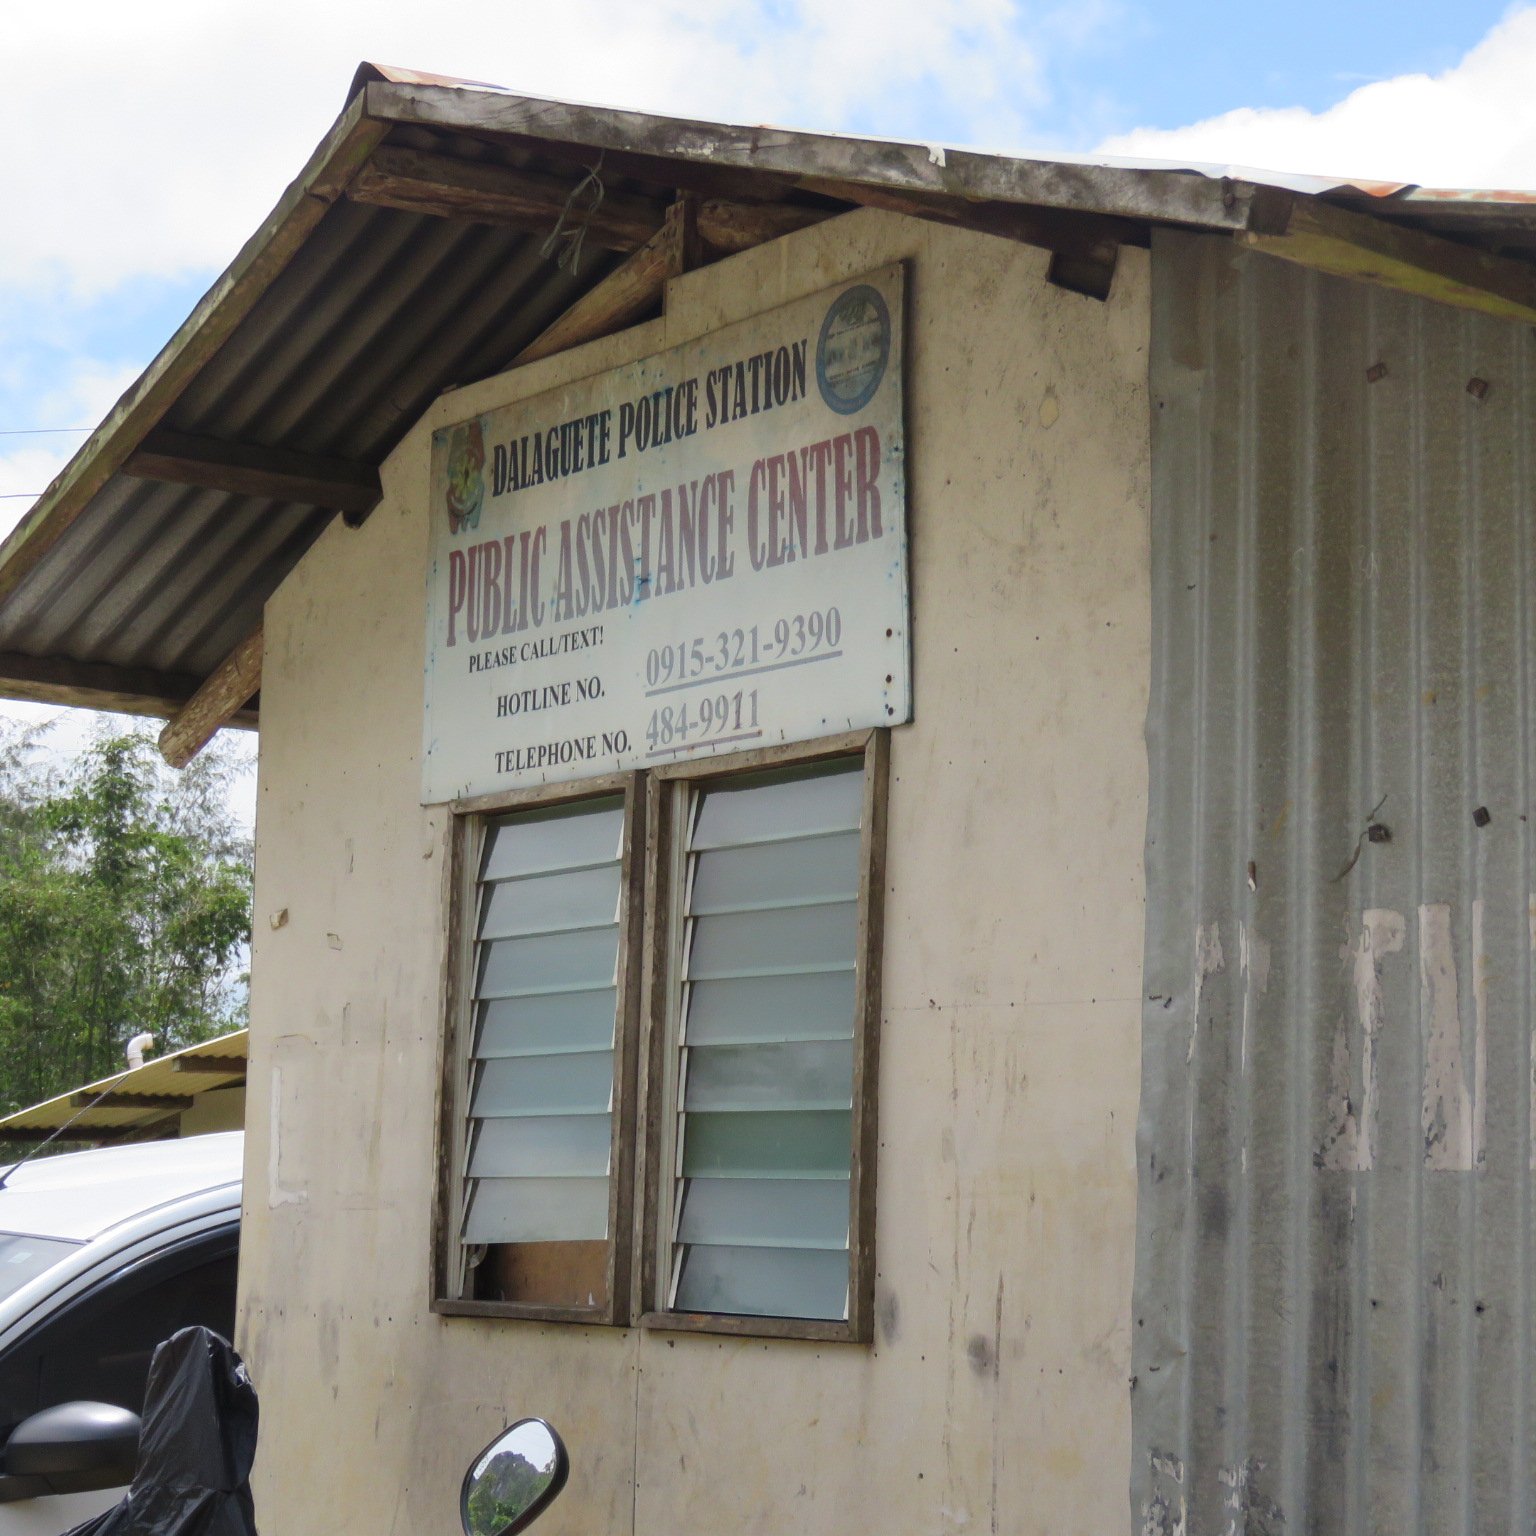 DALAGUETE POLICE STATION
PUBLIC ASSISTANCE CENTER
PLEASE CALL/TEXT!
HOTLINE NO. 0915-321-9390
TELEPHONE NO. 484-9911